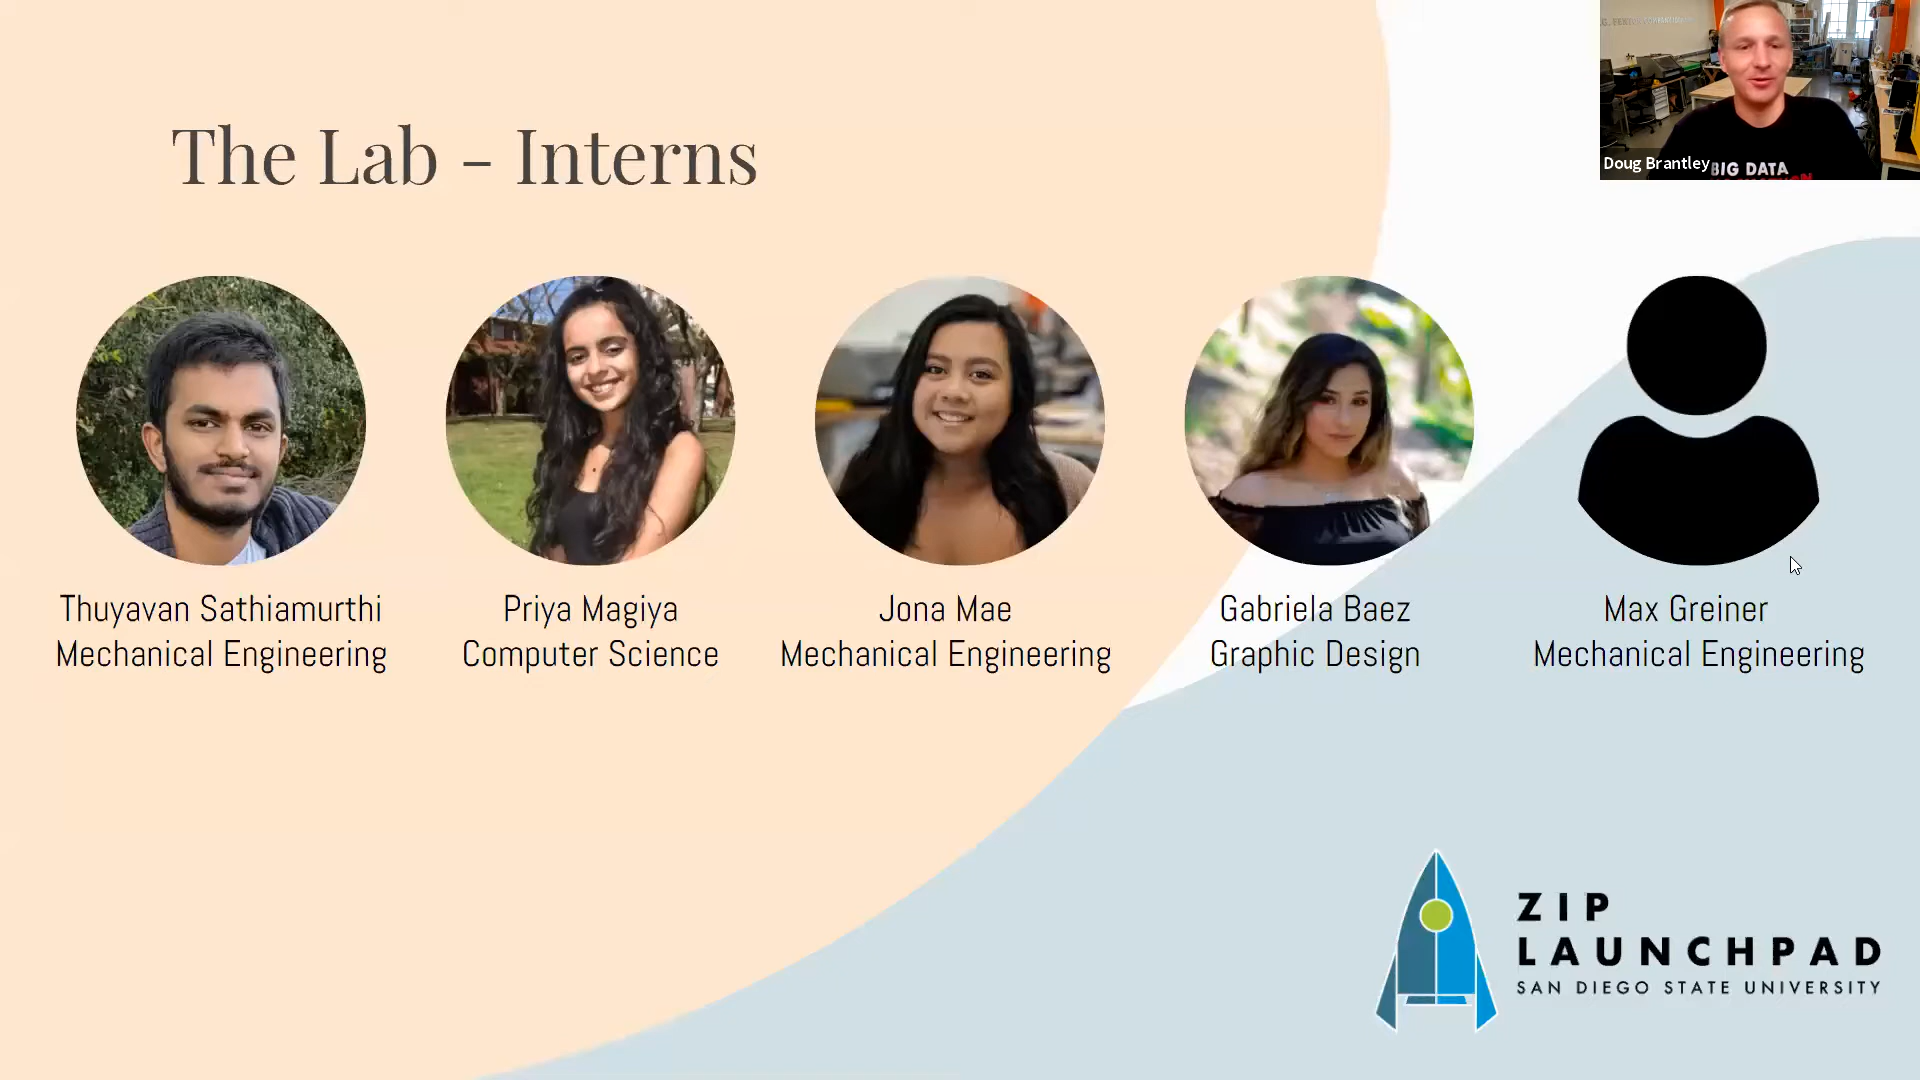 The Lab - Interns
Doug Brantley
BIG DATA
Thuyavan Sathiamurthi
Mechanical Engineering
Priya Magiya
Computer Science
Jona Mae
Mechanical Engineering
Gabriela Baez
Graphic Design
Max Greiner
Mechanical Engineering
ZIP
LAUNCHPAD
SAN DIEGO STATE UNIVERSITY